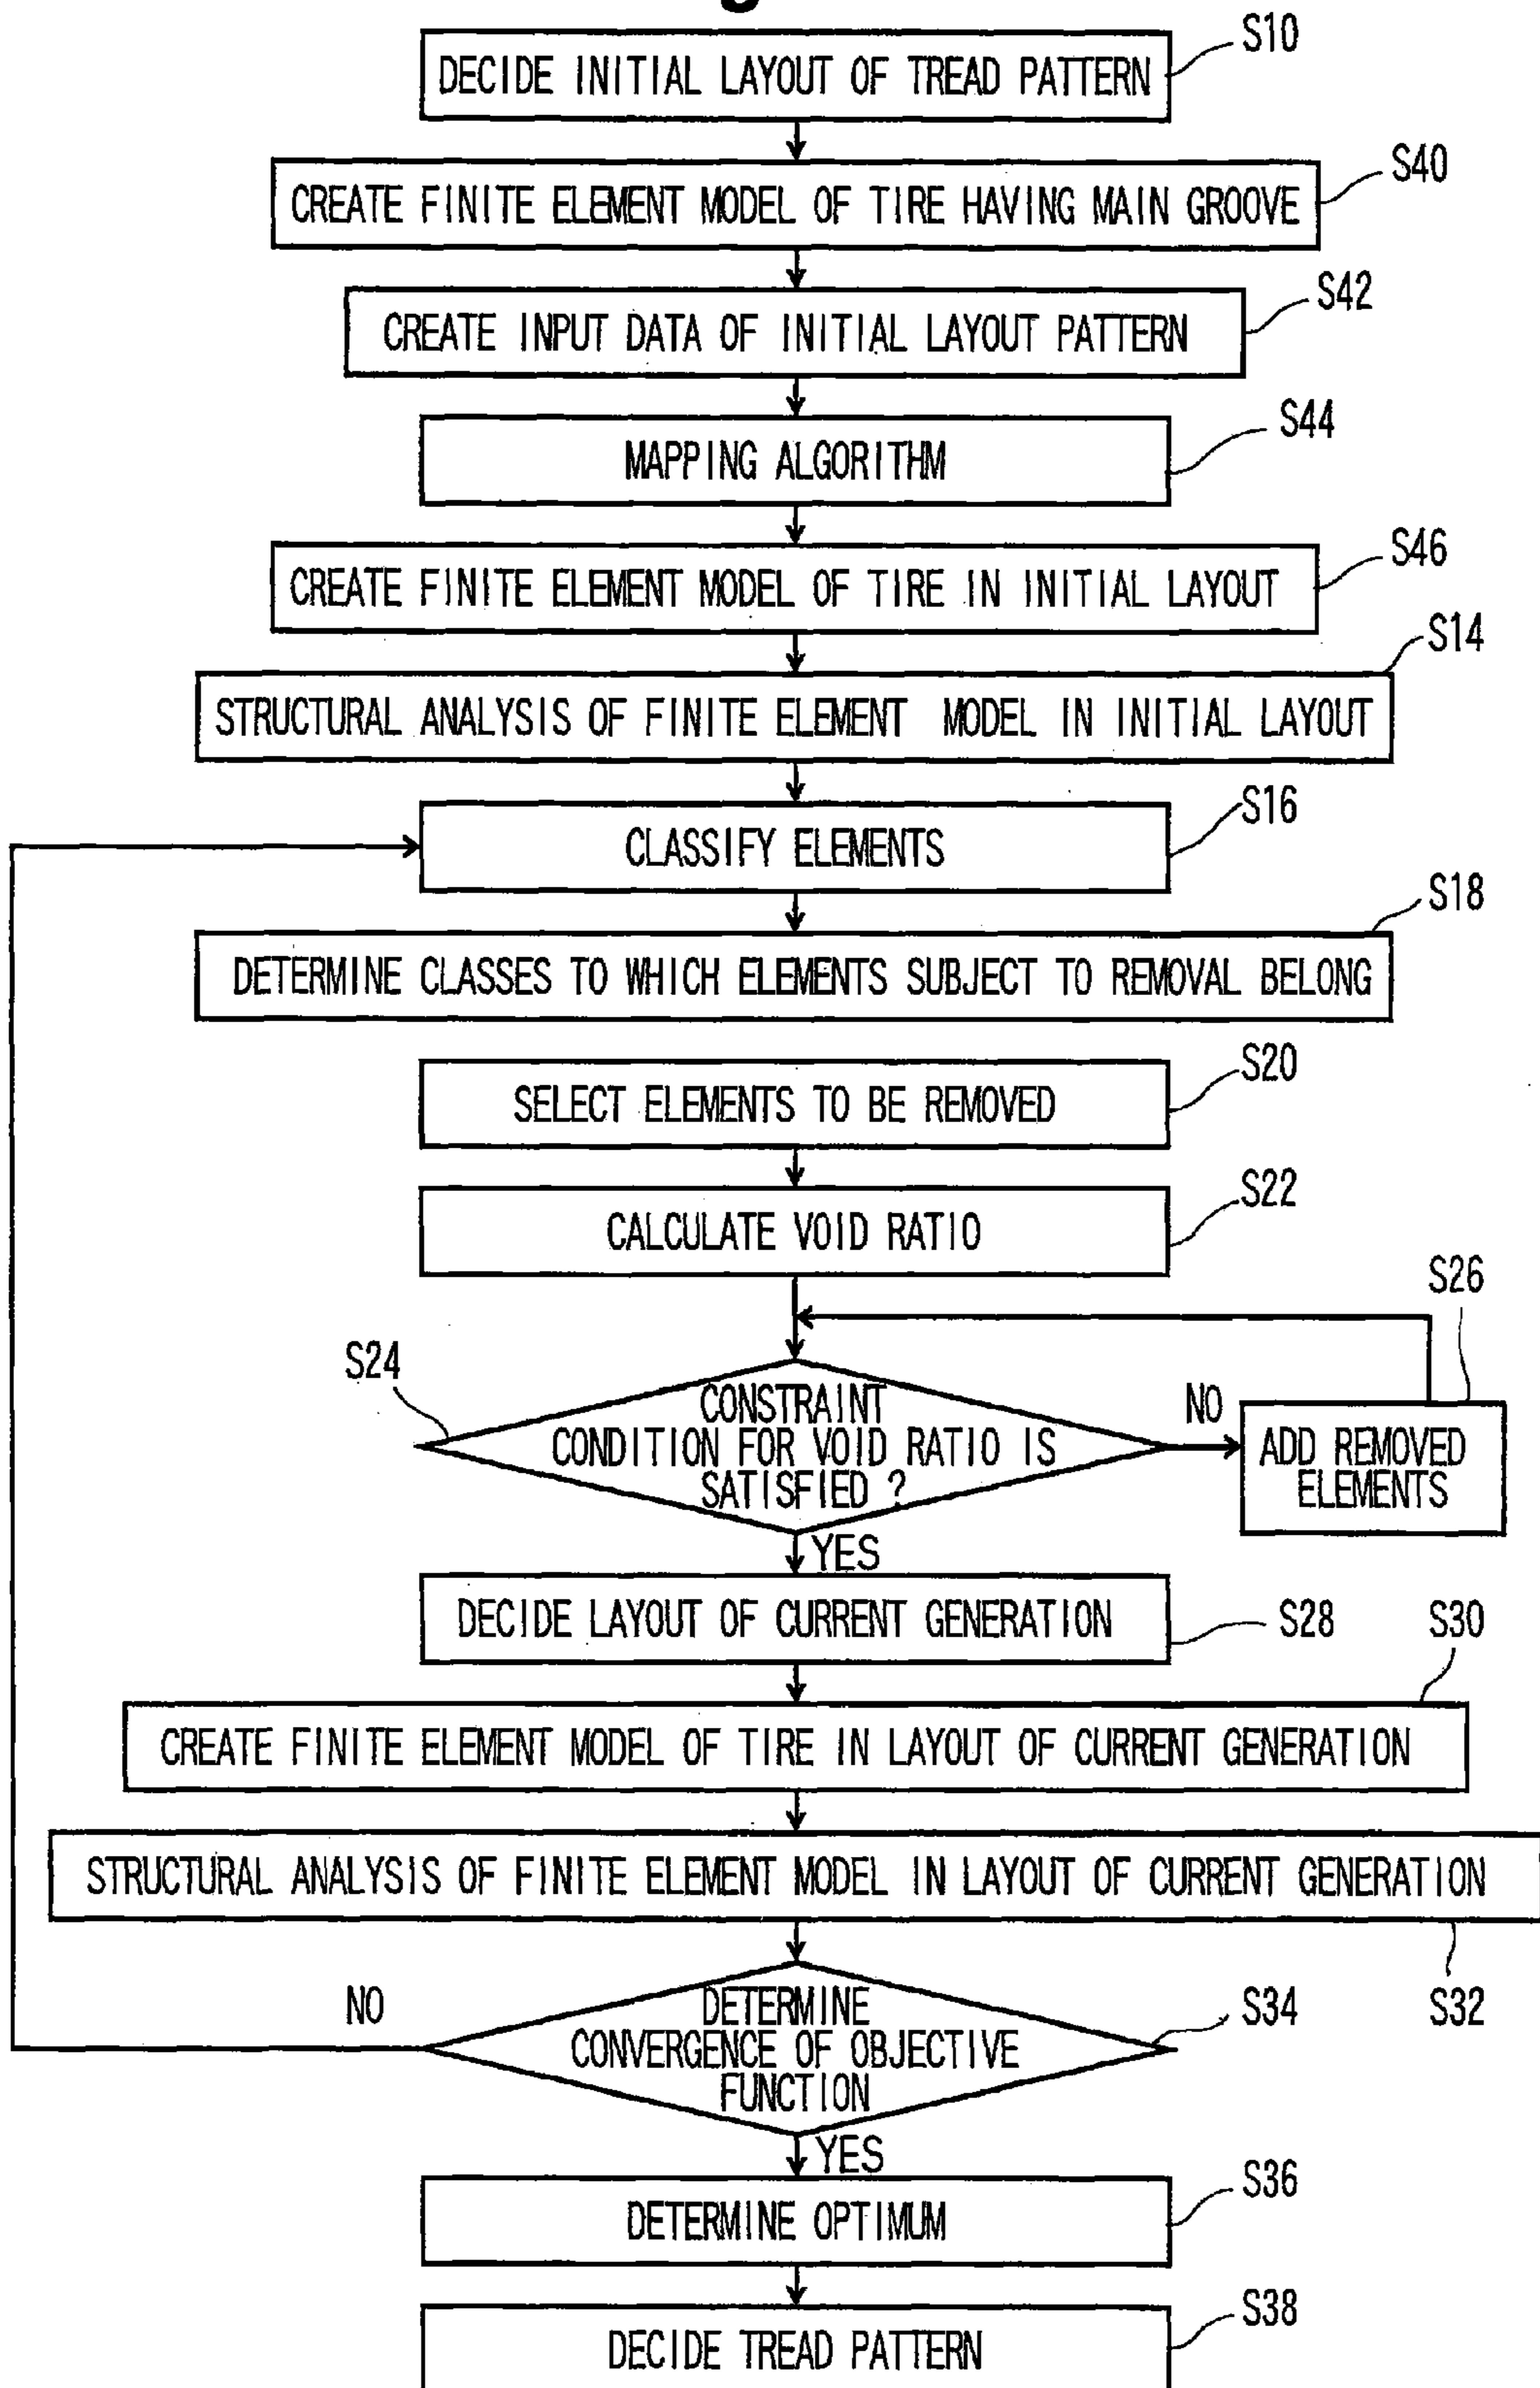 S10
DECIDE INITIAL LAYOUT OF TREAD PATTERN
S40
CREATE FINITE ELEMENT MODEL OF TIRE HAVING MAIN GROOVE
S42
CREATE INPUT DATA OF INITIAL LAYOUT PATTERN
S44
MAPPING ALGORITHM
S46
CREATE FINITE ELEMENT MODEL OF TIRE IN INITIAL LAYOUT
S14
STRUCTURAL ANALYSIS OF FINITE ELEMENT MODEL IN INITIAL LAYOUT
S16
CLASSIFY ELEMENTS
S18
DETERMINE CLASSES TO WHICH ELEMENTS SUBJECT TO REMOVAL BELONG
S20
SELECT ELEMENTS TO BE REMOVED
S22
CALCULATE VOID RATIO
S26
S24
CONSTRAINT
CONDITION FOR VOID RATIO IS
SATISFIED ?
NO
ADD REMOVED
ELEMENTS
YES
DECIDE LAYOUT OF CURRENT GENERATION
S28
S30
CREATE FINITE ELEMENT MODEL OF TIRE IN LAYOUT OF CURRENT GENERATION
STRUCTURAL ANALYSIS OF FINITE ELEMENT MODEL IN LAYOUT OF CURRENT GENERATION
S32
NO
DETERMINE
CONVERGENCE OF OBJECTIVE
FUNCTION
S34
YES
S36
DETERMINE OPTIMUM
S38
DECIDE TREAD PATTERN